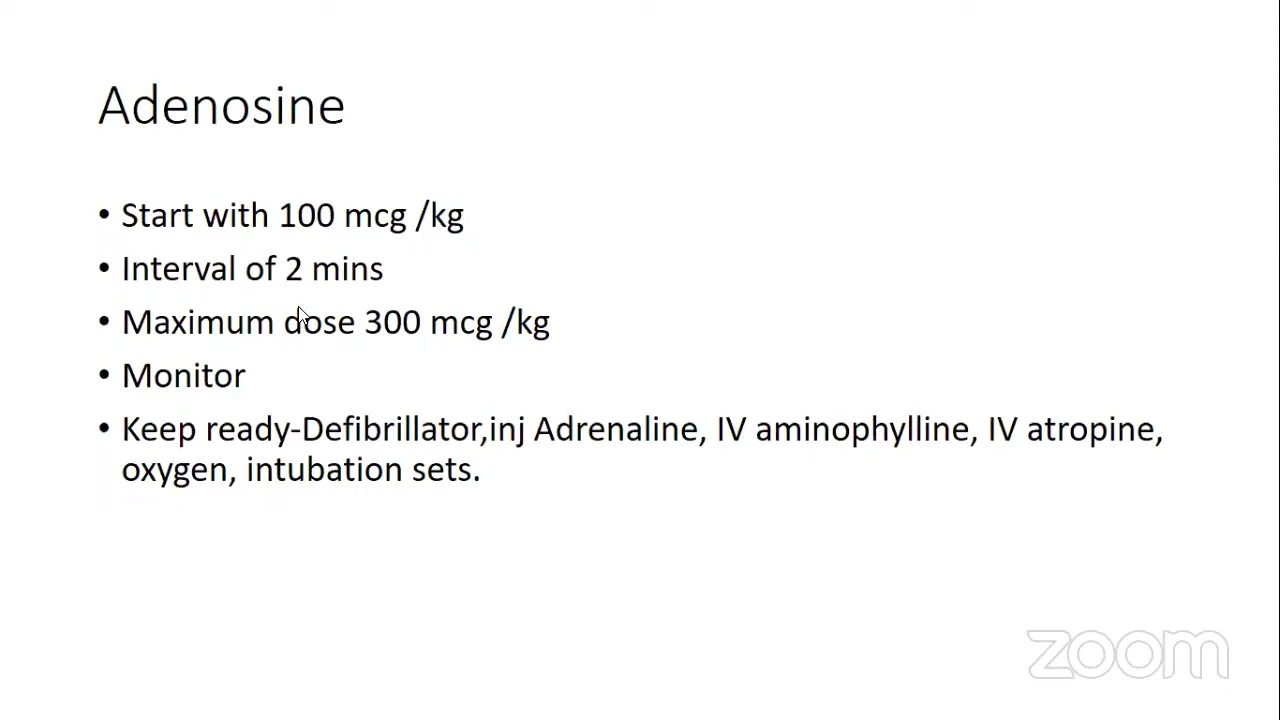 Adenosine
• Start with 100 mcg /kg
• Interval of 2 mins
• Maximum dose 300 mcg /kg
• Monitor
• Keep ready-Defibrillator,inj Adrenaline, IV aminophylline, IV atropine,
oxygen, intubation sets.
zoom